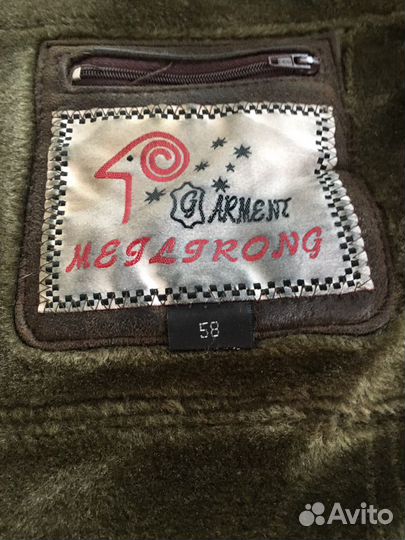 GARMENT
MEILIRONG
58
Avito